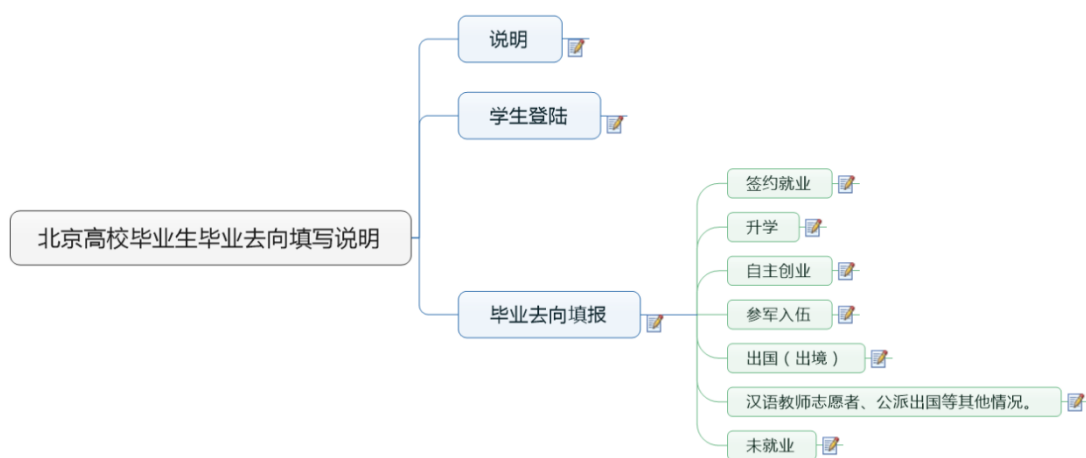 说明
学生登陆
北京高校毕业生毕业去向填写说明
毕业去向填报
签约就业
升学
自主创业
参军入伍
出国（出境）
汉语教师志愿者、公派出国等其他情况。
未就业